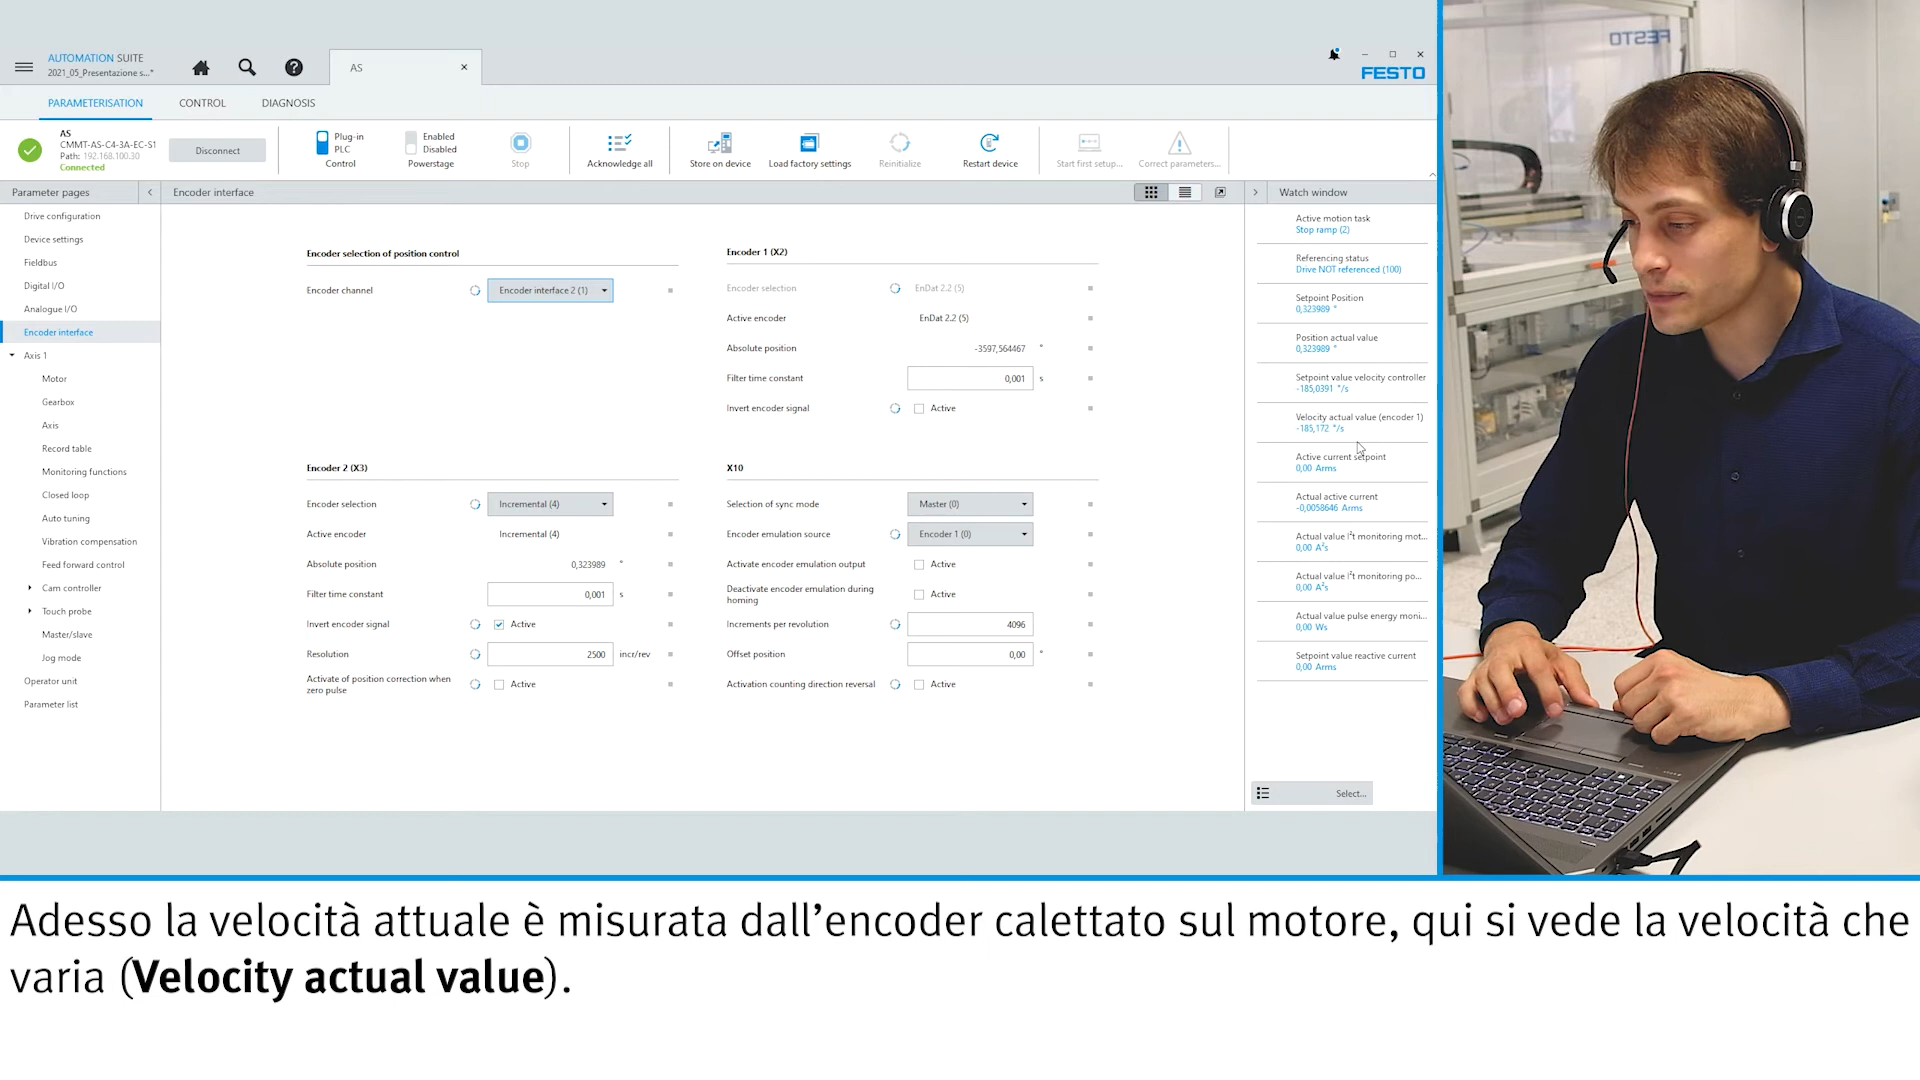 AUTOMATION SUITE
2021_05_Presentazione s...*
AS
FESTO
PARAMETERISATION
CONTROL
DIAGNOSIS
AS
CMMT-AS-C4-3A-EC-S1
Path: 192.168.100.30
Connected
Disconnect
Plug-in
PLC
Control
Enabled
Disabled
Powerstage
Stop
Acknowledge all
Store on device
Load factory settings
Reinitialize
Restart device
Start first setup...
Correct parameters...
Parameter pages
Drive configuration
Device settings
Fieldbus
Digital I/O
Analogue I/O
Encoder interface
Axis 1
Motor
Gearbox
Axis
Record table
Monitoring functions
Closed loop
Auto tuning
Vibration compensation
Feed forward control
Cam controller
Touch probe
Master/slave
Jog mode
Operator unit
Parameter list
Encoder interface
Encoder selection of position control
Encoder channel
Encoder interface 2 (1)
Encoder 1 (X2)
Encoder selection
EnDat 2.2 (5)
Active encoder
EnDat 2.2 (5)
Absolute position
-3597,564467 °
Filter time constant
0,001 s
Invert encoder signal
Active
Encoder 2 (X3)
Encoder selection
Incremental (4)
Active encoder
Incremental (4)
Absolute position
0,323989 °
Filter time constant
0,001 s
Invert encoder signal
Active
Resolution
2500 incr/rev
Activate of position correction when
zero pulse
Active
X10
Selection of sync mode
Master (0)
Encoder emulation source
Encoder 1 (0)
Activate encoder emulation output
Active
Deactivate encoder emulation during
homing
Active
Increments per revolution
4096
Offset position
0,00 °
Activation counting direction reversal
Active
Watch window
Active motion task
Stop ramp (2)
Referencing status
Drive NOT referenced (100)
Setpoint Position
0,323989 °
Position actual value
0,323989 °
Setpoint value velocity controller
-185,0391 °/s
Velocity actual value (encoder 1)
-185,172 °/s
Active current setpoint
0,00 Arms
Actual active current
-0,0058646 Arms
Actual value I²t monitoring mot...
0,00 A²s
Actual value I²t monitoring po...
0,00 A²s
Actual value pulse energy moni...
0,00 Ws
Setpoint value reactive current
0,00 Arms
Select...
FESTO
Adesso la velocità attuale è misurata dall’encoder calettato sul motore, qui si vede la velocità che
varia (Velocity actual value).